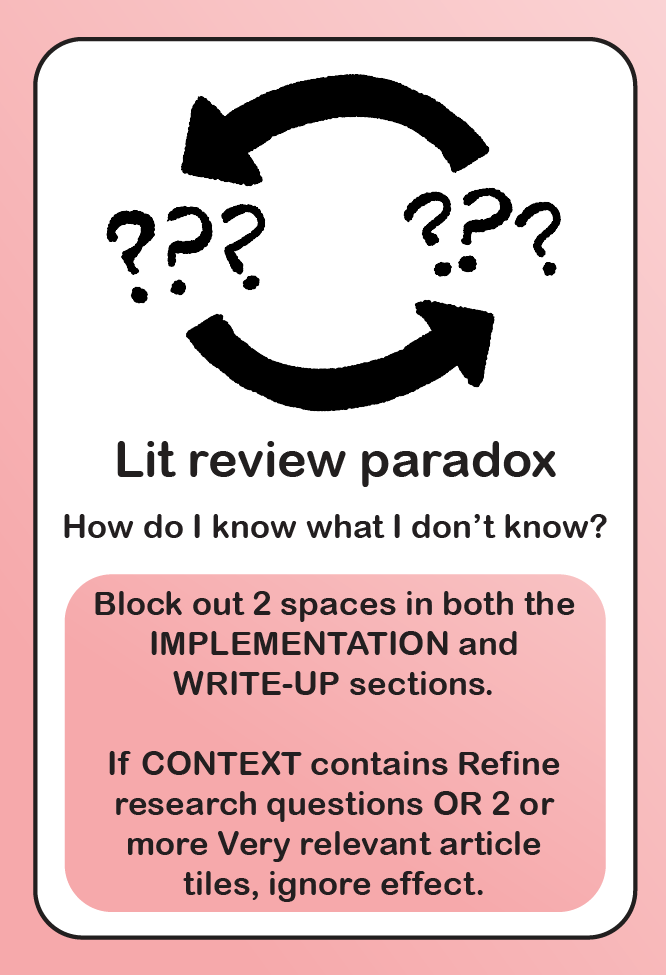 ??? ???
Lit review paradox
How do I know what I don’t know?
Block out 2 spaces in both the
IMPLEMENTATION and
WRITE-UP sections.
If CONTEXT contains Refine
research questions OR 2 or
more Very relevant article
tiles, ignore effect.